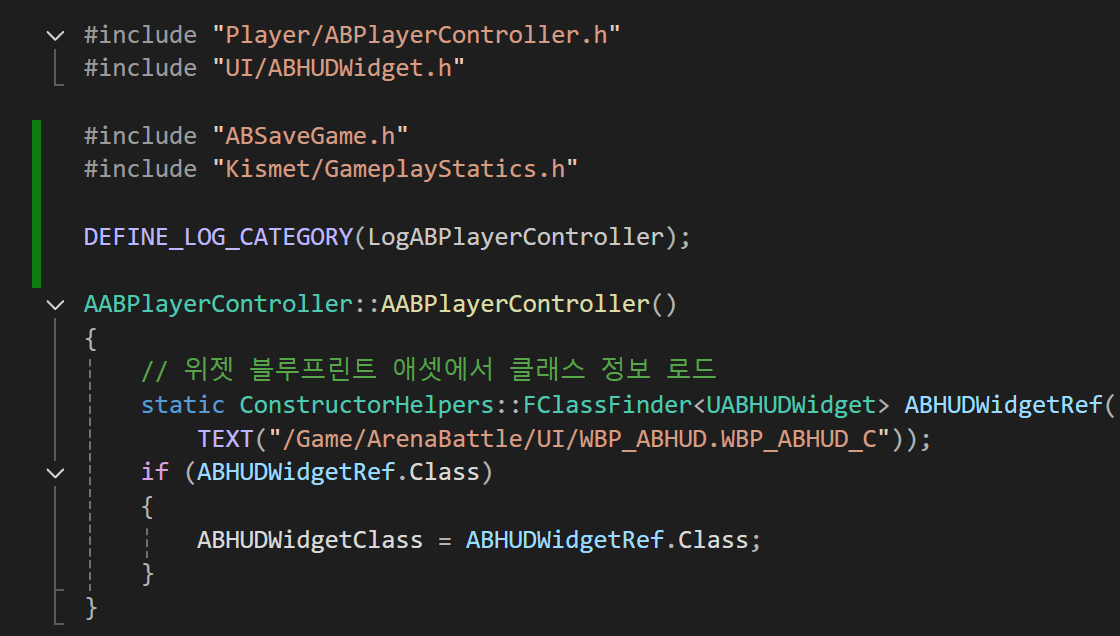 #include "Player/ABPlayerController.h"
#include "UI/ABHUDWidget.h"
#include "ABSaveGame.h"
#include "Kismet/GameplayStatics.h"
DEFINE_LOG_CATEGORY(LogABPlayerController);
AABPlayerController::AABPlayerController()
{
// 위젯 블루프린트 애셋에서 클래스 정보 로드
static ConstructorHelpers::FClassFinder<UABHUDWidget> ABHUDWidgetRef(
TEXT("/Game/ArenaBattle/UI/WBP_ABHUD.WBP_ABHUD_C"));
if (ABHUDWidgetRef.Class)
{
ABHUDWidgetClass = ABHUDWidgetRef.Class;
}
}